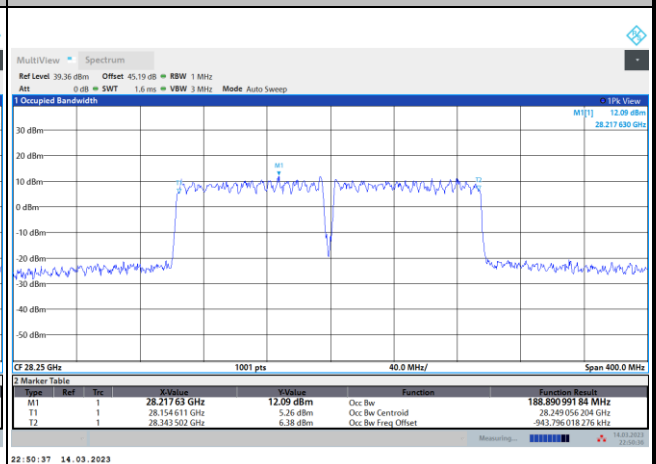 MultiView Spectrum
Ref Level 39.36 dBm Offset 45.19 dB RBW 1 MHz
Att 0 dB SWT 1.6 ms VBW 3 MHz Mode Auto Sweep
1 Occupied Bandwidth 1Pk View
M1[1] 12.09 dBm
28.217 630 GHz
30 dBm
20 dBm
M1
10 dBm
T1 T2
0 dBm
-10 dBm
-20 dBm
-30 dBm
-40 dBm
-50 dBm
CF 28.25 GHz 1001 pts 40.0 MHz/ Span 400.0 MHz
2 Marker Table
Type Ref Trc X-Value Y-Value Function Function Result
M1 1 28.217 63 GHz 12.09 dBm Occ Bw 188.890 991 84 MHz
T1 1 28.154 611 GHz 5.26 dBm Occ Bw Centroid 28.249 056 204 GHz
T2 1 28.343 502 GHz 6.38 dBm Occ Bw Freq Offset -943.796 018 276 kHz
Measuring... 14.03.2023
22:50:36
22:50:37 14.03.2023